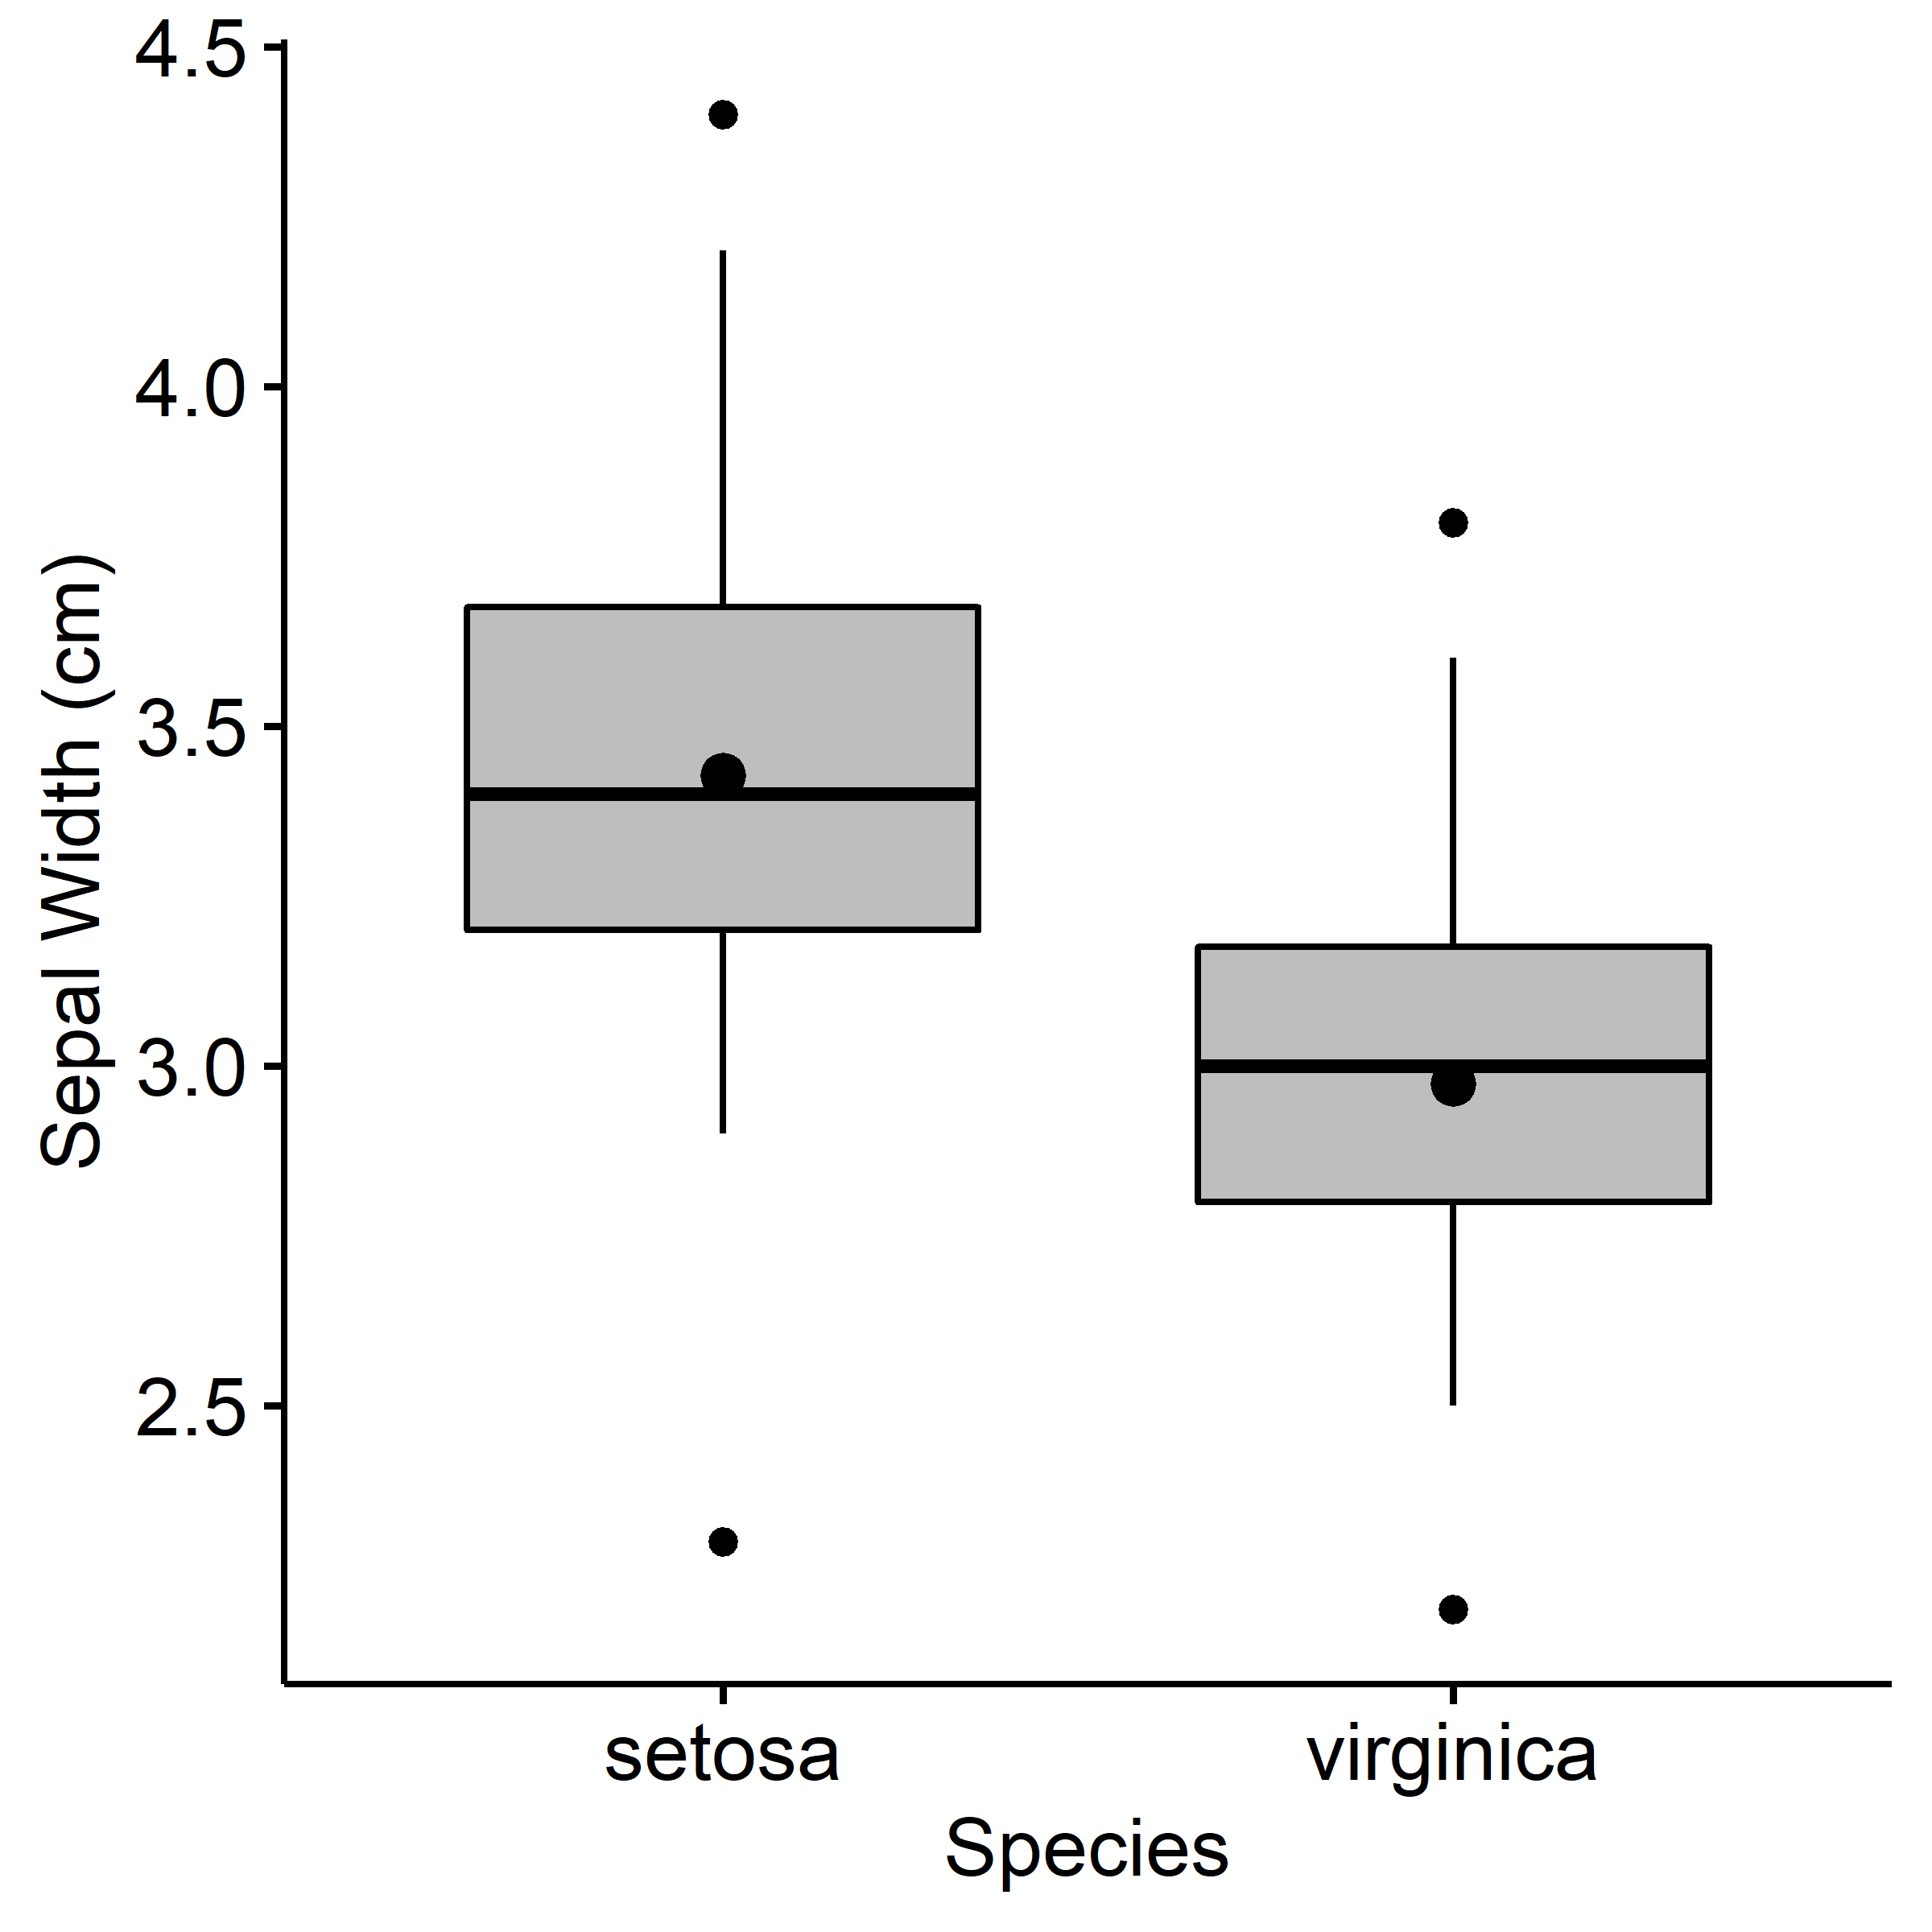 Sepal Width (cm)
4.5
4.0
3.5
3.0
2.5
setosa virginica
Species